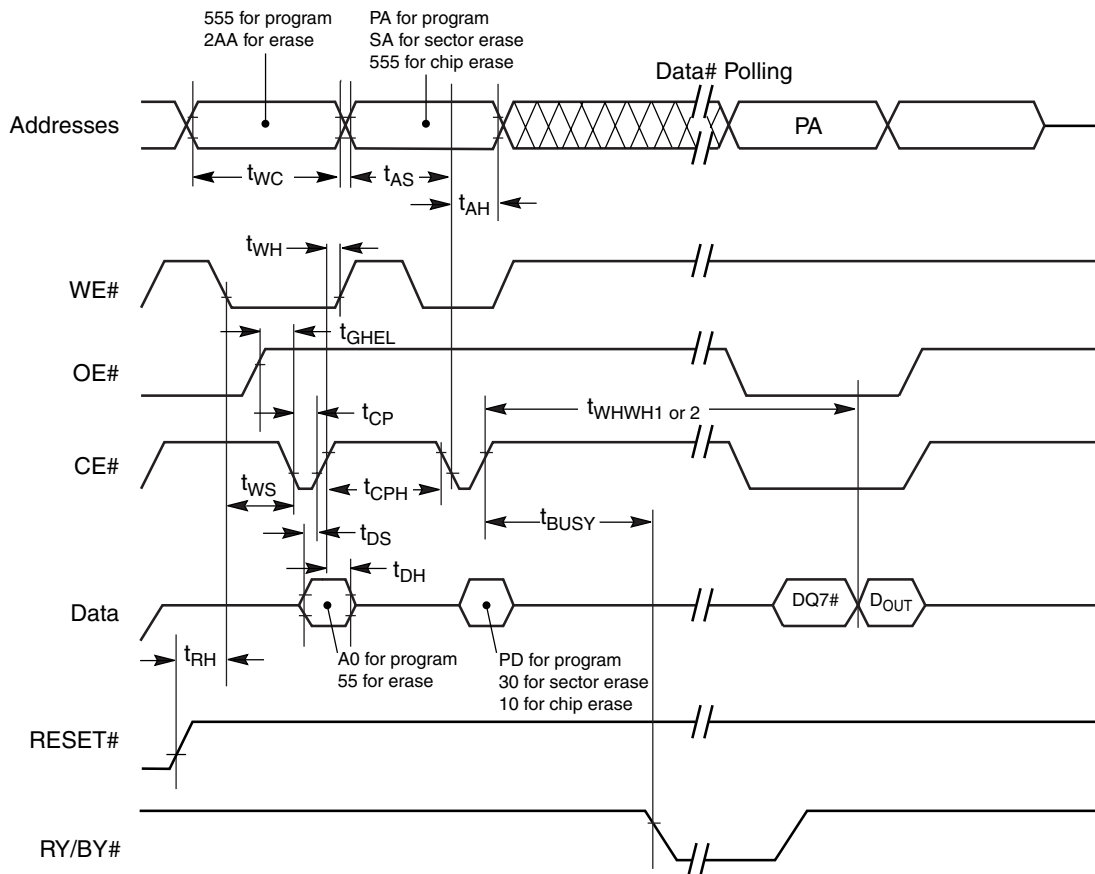 555 for program
2AA for erase
PA for program
SA for sector erase
555 for chip erase
Data# Polling
Addresses
PA
tWC
tAS
tAH
tWH
WE#
tGHEL
OE#
tCP
tWHWH1 or 2
CE#
tWS
tCPH
tBUSY
tDS
tDH
Data
DQ7#
DOUT
tRH
A0 for program
55 for erase
PD for program
30 for sector erase
10 for chip erase
RESET#
RY/BY#